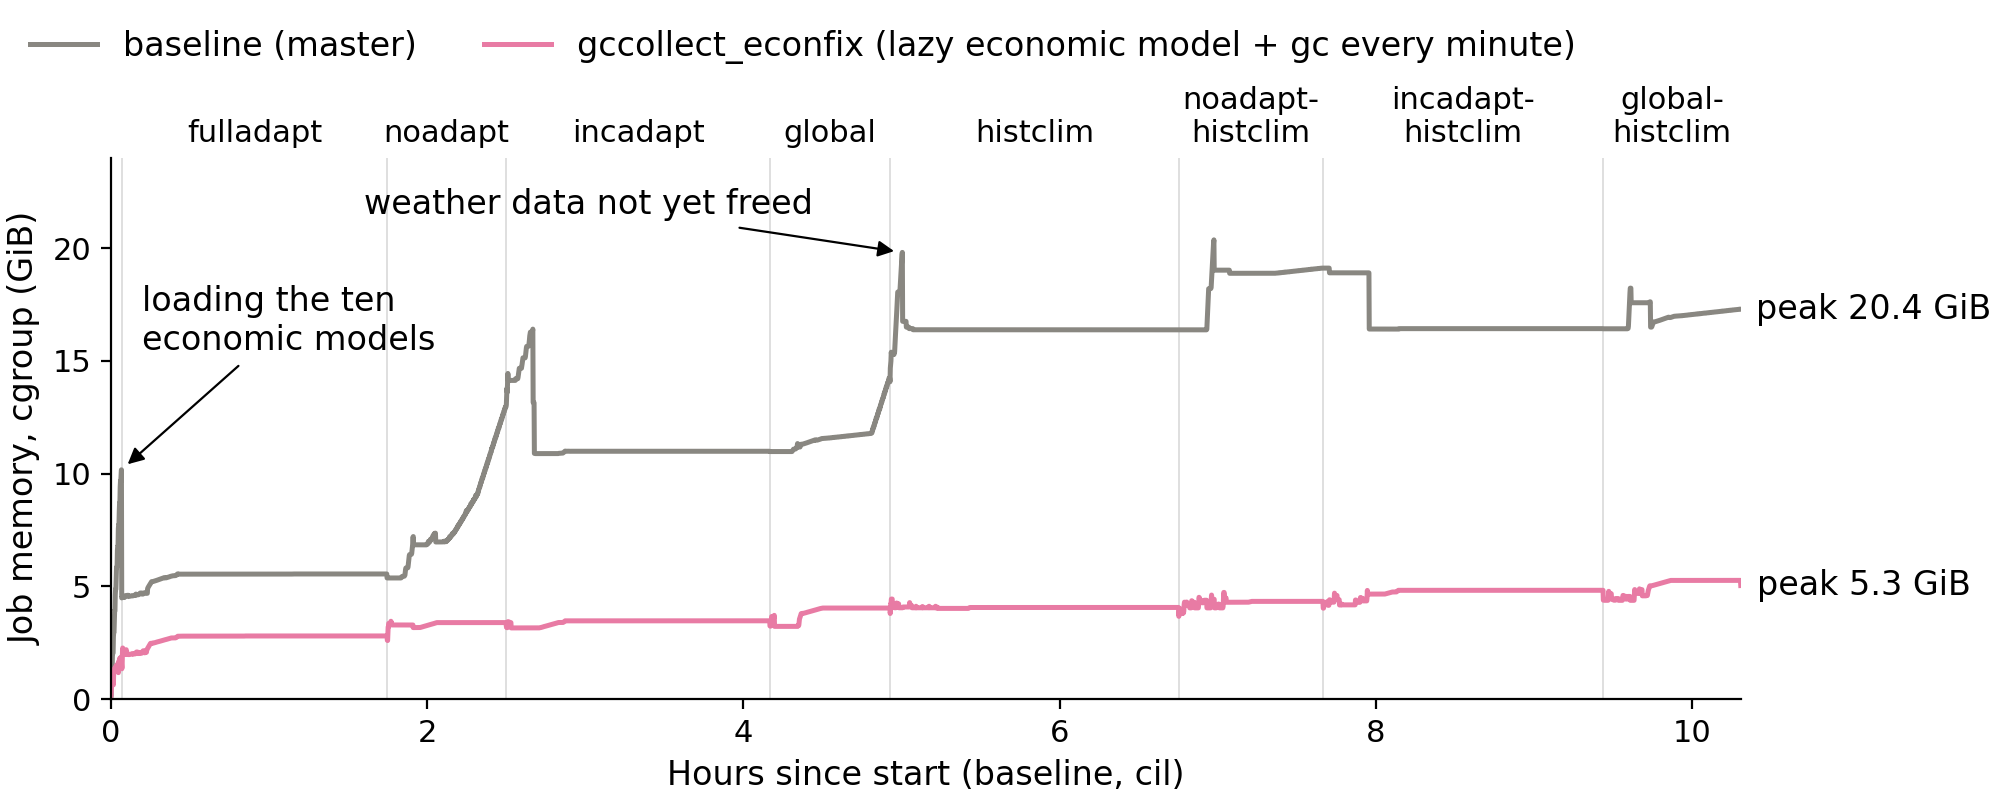 baseline (master)
gccollect_econfix (lazy economic model + gc every minute)
fulladapt
noadapt
incadapt
global
histclim
noadapt-
histclim
incadapt-
histclim
global-
histclim
weather data not yet freed
loading the ten
economic models
peak 20.4 GiB
peak 5.3 GiB
Job memory, cgroup (GiB)
20
15
10
5
0
0
2
4
6
8
10
Hours since start (baseline, cil)